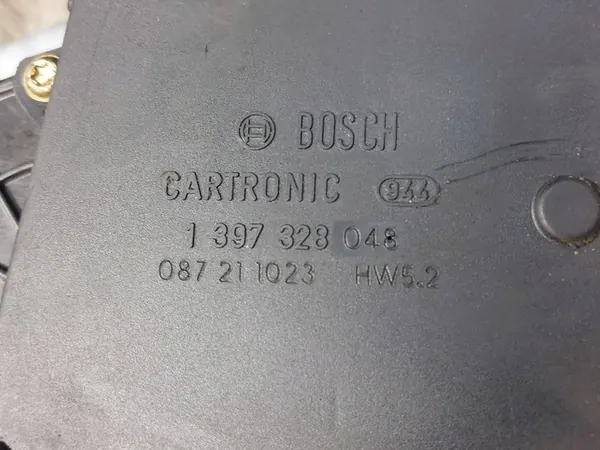 BOSCH
CARTRONIC 944
1 397 328 048
087 21 1023 HW5.2